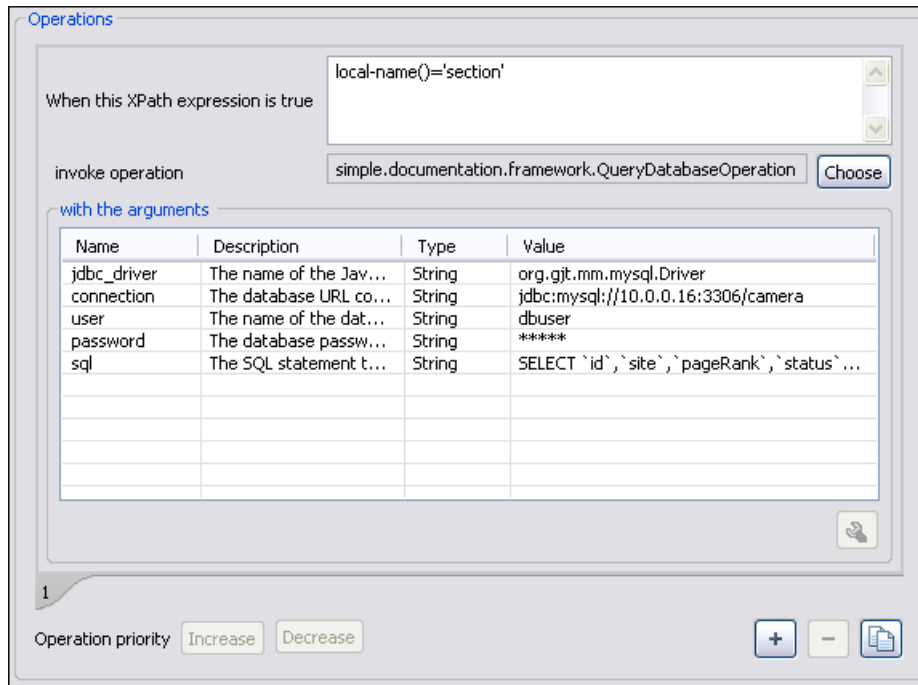 Operations
local-name()='section'
When this XPath expression is true
invoke operation simple.documentation.framework.QueryDatabaseOperation Choose
with the arguments
Name Description Type Value
jdbc_driver The name of the Jav... String org.gjt.mm.mysql.Driver
connection The database URL co... String jdbc:mysql://10.0.0.16:3306/camera
user The name of the dat... String dbuser
password The database passw... String *****
sql The SQL statement t... String SELECT `id`,`site`,`pageRank`,`status`...
1
Operation priority Increase Decrease + −